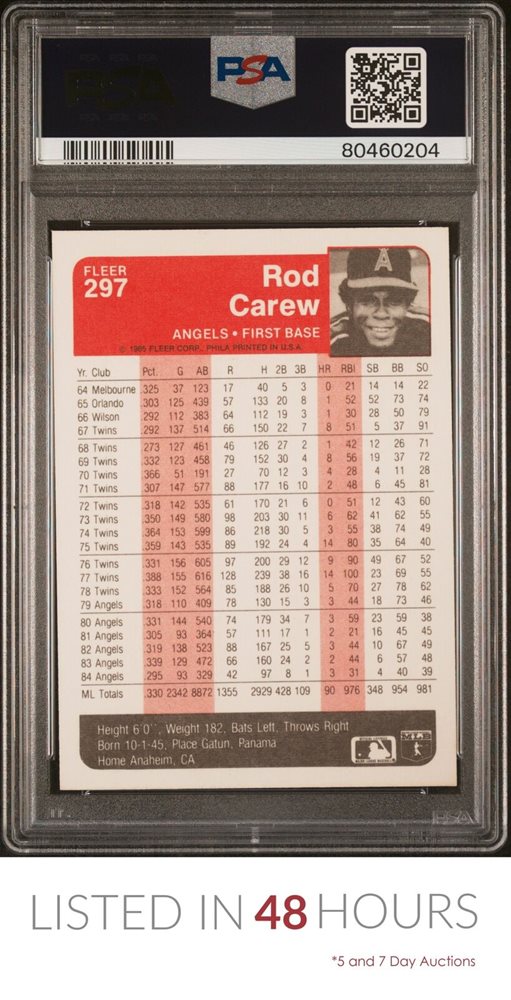 PSA
80460204
FLEER
297
Rod
Carew
ANGELS • FIRST BASE
© 1985 FLEER CORP., PHILA PRINTED IN U.S.A.
Yr. Club Pct. G AB R H 2B 3B HR RBI SB BB SO
64 Melbourne .325 37 123 17 40 5 3 0 21 14 14 22
65 Orlando .303 125 439 57 133 20 8 1 52 52 73 74
66 Wilson .292 112 383 64 112 19 3 1 30 28 50 79
67 Twins .292 137 514 66 150 22 7 8 51 5 37 91
68 Twins .273 127 461 46 126 27 2 1 42 12 26 71
69 Twins .332 123 458 79 152 30 4 8 56 19 37 72
70 Twins .366 51 191 27 70 12 3 4 28 4 11 28
71 Twins .307 147 577 88 177 16 10 2 48 6 45 81
72 Twins .318 142 535 61 170 21 6 0 51 12 43 60
73 Twins .350 149 580 98 203 30 11 6 62 41 62 55
74 Twins .364 153 599 86 218 30 5 3 55 38 74 49
75 Twins .359 143 535 89 192 24 4 14 80 35 64 40
76 Twins .331 156 605 97 200 29 12 9 90 49 67 52
77 Twins .388 155 616 128 239 38 16 14 100 23 69 55
78 Twins .333 152 564 85 188 26 10 5 70 27 78 62
79 Angels .318 110 409 78 130 15 3 3 44 18 73 46
80 Angels .331 144 540 74 179 34 7 3 59 23 59 38
81 Angels .305 93 364 57 111 17 1 2 21 16 45 45
82 Angels .319 138 523 88 167 25 5 3 44 10 67 49
83 Angels .339 129 472 66 160 24 2 2 44 6 57 48
84 Angels .295 93 329 42 97 8 1 3 31 4 40 39
ML Totals .330 2342 8872 1355 2929 428 109 90 976 348 954 981
Height 6'0", Weight 182, Bats Left, Throws Right
Born 10-1-45, Place Gatun, Panama
Home Anaheim, CA
PSA
LISTED IN 48 HOURS
*5 and 7 Day Auctions